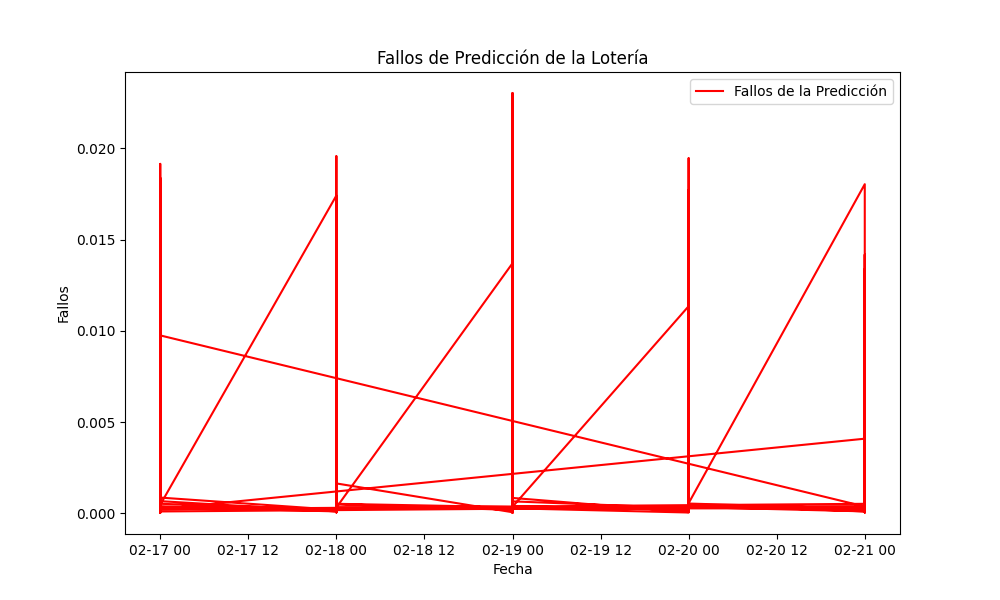 Fallos de Predicción de la Lotería
Fallos de la Predicción
Fallos
0.020
0.015
0.010
0.005
0.000
02-17 00 02-17 12 02-18 00 02-18 12 02-19 00 02-19 12 02-20 00 02-20 12 02-21 00
Fecha